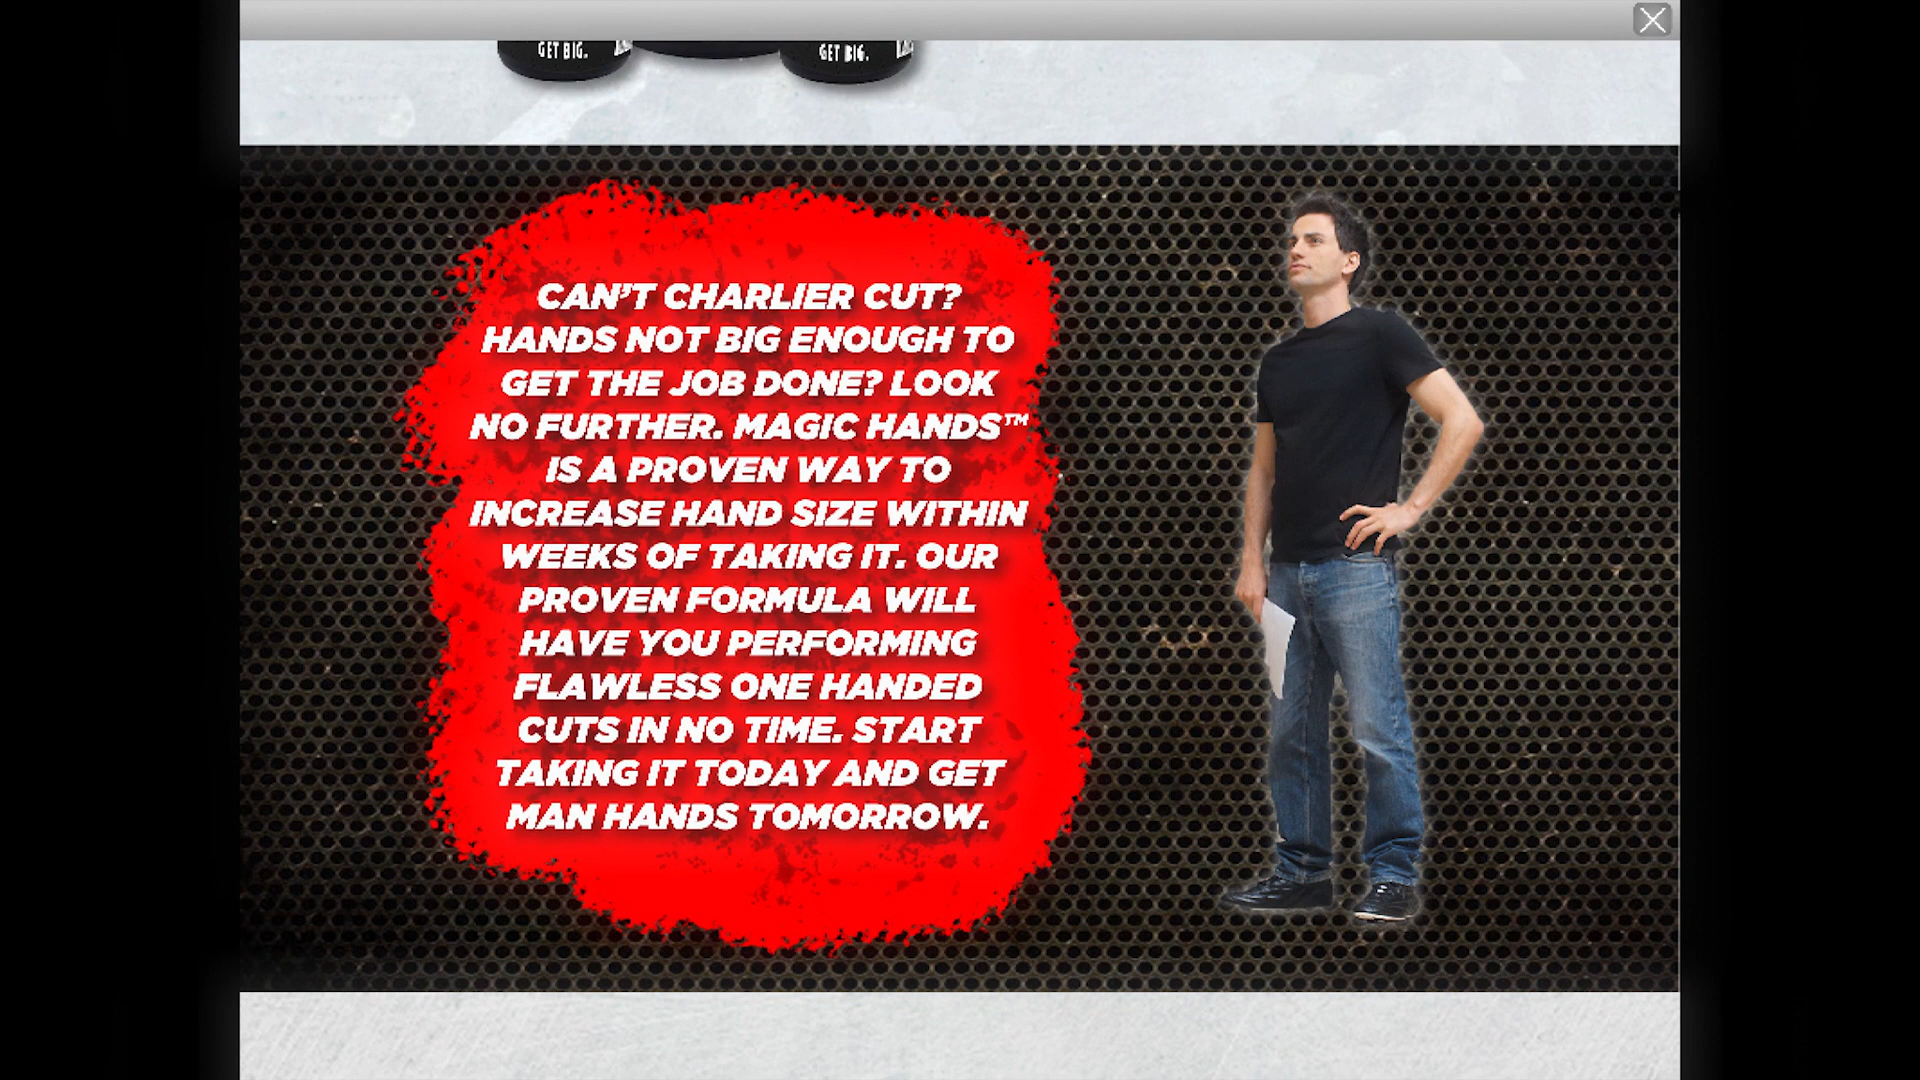 GET BIG.
GET BIG.
CAN'T CHARLIER CUT?
HANDS NOT BIG ENOUGH TO
GET THE JOB DONE? LOOK
NO FURTHER. MAGIC HANDS™
IS A PROVEN WAY TO
INCREASE HAND SIZE WITHIN
WEEKS OF TAKING IT. OUR
PROVEN FORMULA WILL
HAVE YOU PERFORMING
FLAWLESS ONE HANDED
CUTS IN NO TIME. START
TAKING IT TODAY AND GET
MAN HANDS TOMORROW.